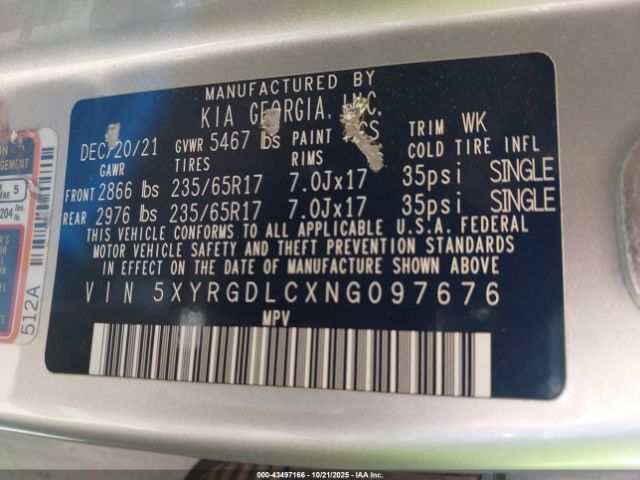 MANUFACTURED BY
KIA GEORGIA, INC.
DEC/20/21 GVWR 5467 lbs PAINT TRIM WK
GAWR TIRES RIMS COLD TIRE INFL
FRONT 2866 lbs 235/65R17 7.0Jx17 35psi SINGLE
REAR 2976 lbs 235/65R17 7.0Jx17 35psi SINGLE
THIS VEHICLE CONFORMS TO ALL APPLICABLE U.S.A. FEDERAL
MOTOR VEHICLE SAFETY AND THEFT PREVENTION STANDARDS
IN EFFECT ON THE DATE OF MANUFACTURE SHOWN ABOVE.
VIN 5XYRGDLCXNG097676
MPV
5
204 lbs.
512A
000-43497166 - 10/21/2025 - IAA Inc.